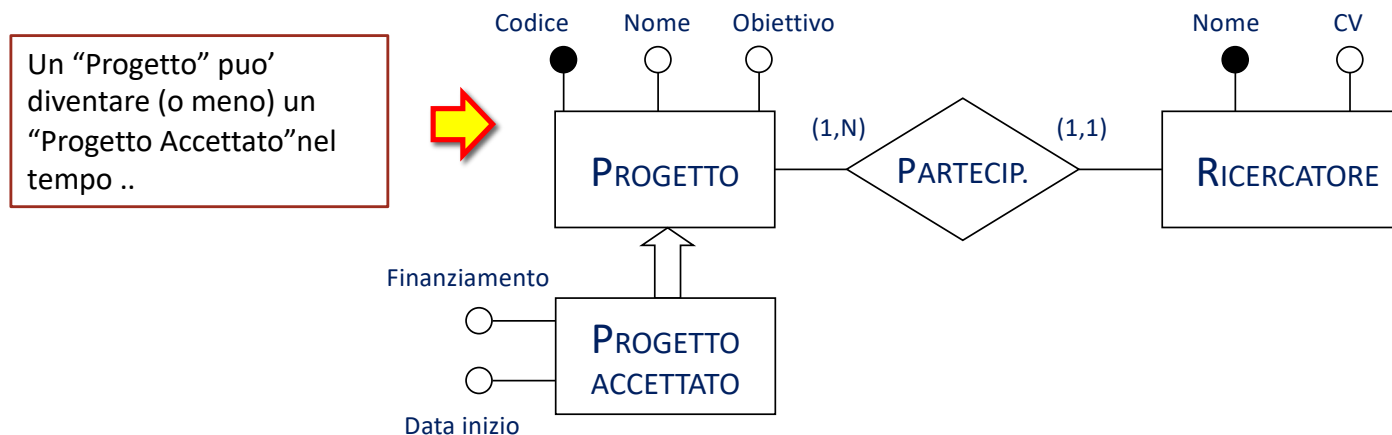 Un “Progetto” puo’
diventare (o meno) un
“Progetto Accettato”nel
tempo ..
Codice
Nome
Obiettivo
Nome
CV
PROGETTO
(1,N)
PARTECIP.
(1,1)
RICERCATORE
Finanziamento
PROGETTO
ACCETTATO
Data inizio